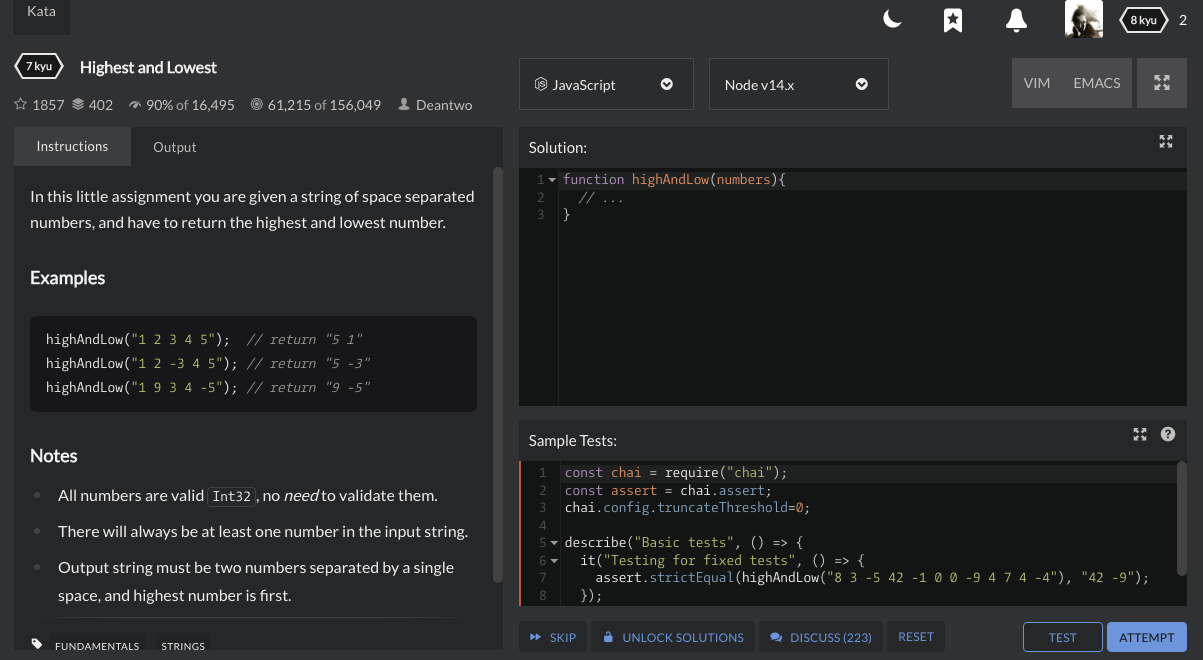 Kata
8 kyu 2
7 kyu Highest and Lowest
1857 402 90% of 16,495 61,215 of 156,049 Deantwo
JavaScript Node v14.x VIM EMACS
Instructions Output
In this little assignment you are given a string of space separated
numbers, and have to return the highest and lowest number.
Examples
highAndLow("1 2 3 4 5");  // return "5 1"
highAndLow("1 2 -3 4 5"); // return "5 -3"
highAndLow("1 9 3 4 -5"); // return "9 -5"
Notes
All numbers are valid Int32, no need to validate them.
There will always be at least one number in the input string.
Output string must be two numbers separated by a single
space, and highest number is first.
FUNDAMENTALS STRINGS
Solution:
1 function highAndLow(numbers){
2   // ...
3 }
Sample Tests:
1 const chai = require("chai");
2 const assert = chai.assert;
3 chai.config.truncateThreshold=0;
4
5 describe("Basic tests", () => {
6   it("Testing for fixed tests", () => {
7     assert.strictEqual(highAndLow("8 3 -5 42 -1 0 0 -9 4 7 4 -4"), "42 -9");
8   });
SKIP UNLOCK SOLUTIONS DISCUSS (223) RESET TEST ATTEMPT